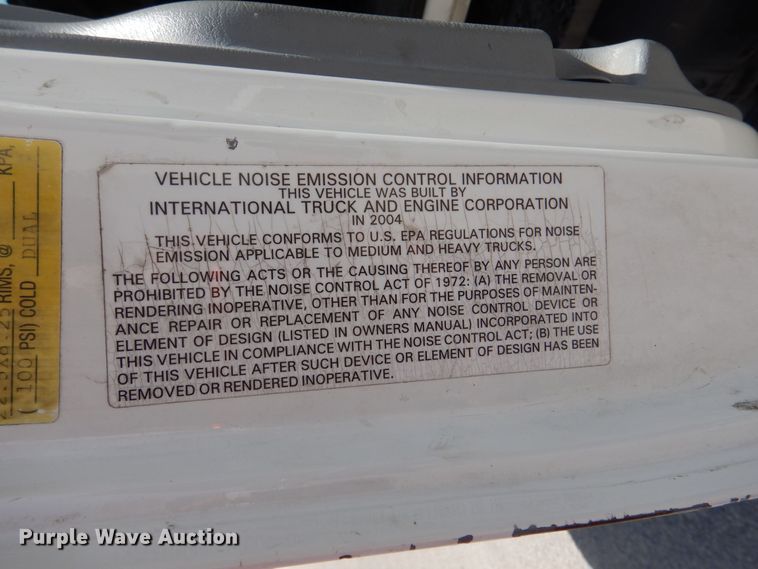 VEHICLE NOISE EMISSION CONTROL INFORMATION
THIS VEHICLE WAS BUILT BY
INTERNATIONAL TRUCK AND ENGINE CORPORATION
IN 2004
THIS VEHICLE CONFORMS TO U.S. EPA REGULATIONS FOR NOISE
EMISSION APPLICABLE TO MEDIUM AND HEAVY TRUCKS.
THE FOLLOWING ACTS OR THE CAUSING THEREOF BY ANY PERSON ARE
PROHIBITED BY THE NOISE CONTROL ACT OF 1972: (A) THE REMOVAL OR
RENDERING INOPERATIVE, OTHER THAN FOR THE PURPOSES OF MAINTEN-
ANCE REPAIR OR REPLACEMENT OF ANY NOISE CONTROL DEVICE OR
ELEMENT OF DESIGN (LISTED IN OWNERS MANUAL) INCORPORATED INTO
THIS VEHICLE IN COMPLIANCE WITH THE NOISE CONTROL ACT; (B) THE USE
OF THIS VEHICLE AFTER SUCH DEVICE OR ELEMENT OF DESIGN HAS BEEN
REMOVED OR RENDERED INOPERATIVE.
22.5X8.25 RIMS, @ KPA,
( 100 PSI) COLD DUAL
Purple Wave Auction